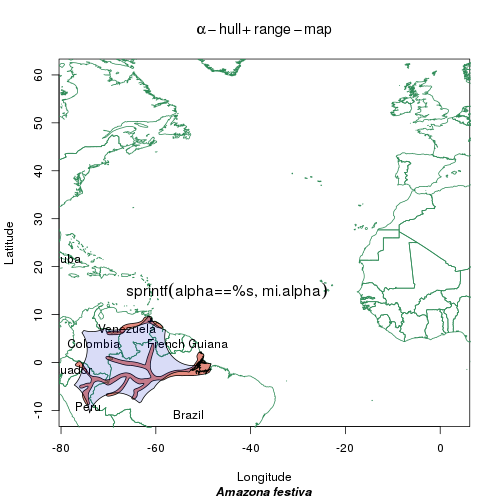 α−hull+range−map
60
50
40
30
20
10
0
-10
Latitude
uba
sprintf(alpha==%s, mi.alpha)
Venezuela
Colombia
French Guiana
uador
Peru
Brazil
-80 -60 -40 -20 0
Longitude
Amazona festiva